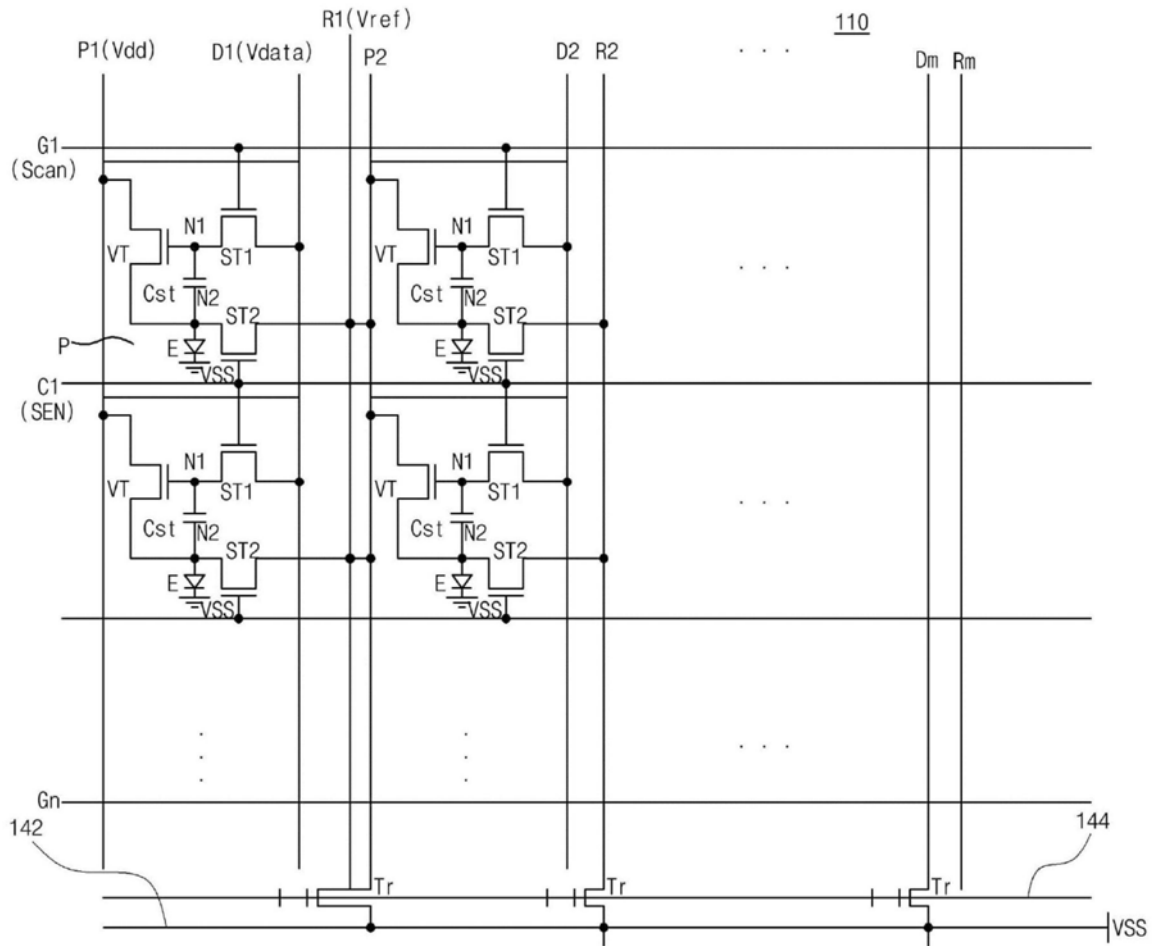 R1(Vref)
110
P1(Vdd) D1(Vdata) P2 D2 R2 . . . Dm Rm
G1
(Scan)
N1 N1
VT ST1 VT ST1 . . .
Cst N2 Cst N2
ST2 ST2
P E E
VSS VSS
C1
(SEN)
N1 N1
VT ST1 VT ST1 . . .
Cst N2 Cst N2
ST2 ST2
E E
VSS VSS
. . .
Gn
142 144
Tr Tr Tr
VSS